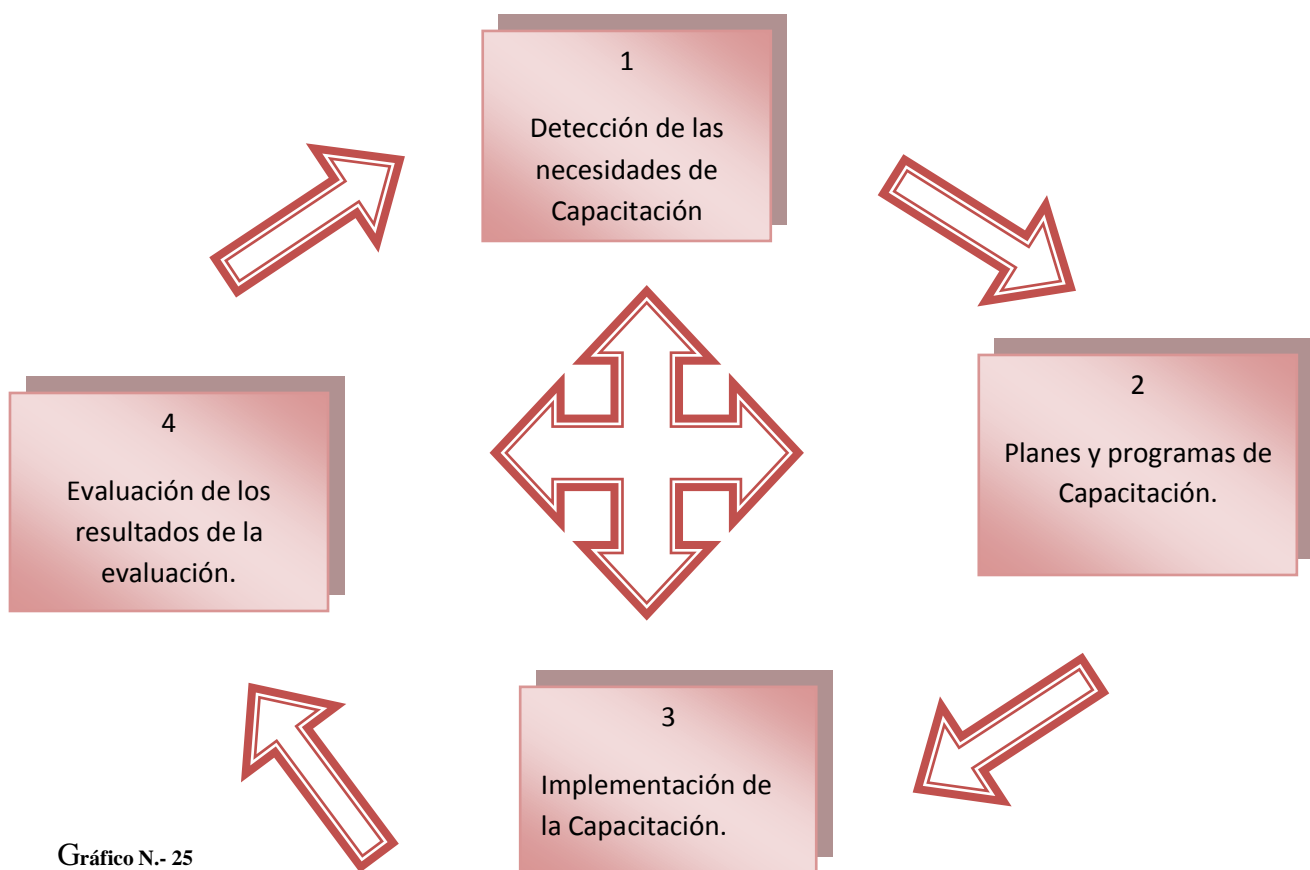 1
Detección de las
necesidades de
Capacitación
2
Planes y programas de
Capacitación.
3
Implementación de
la Capacitación.
4
Evaluación de los
resultados de la
evaluación.
Gráfico N.- 25